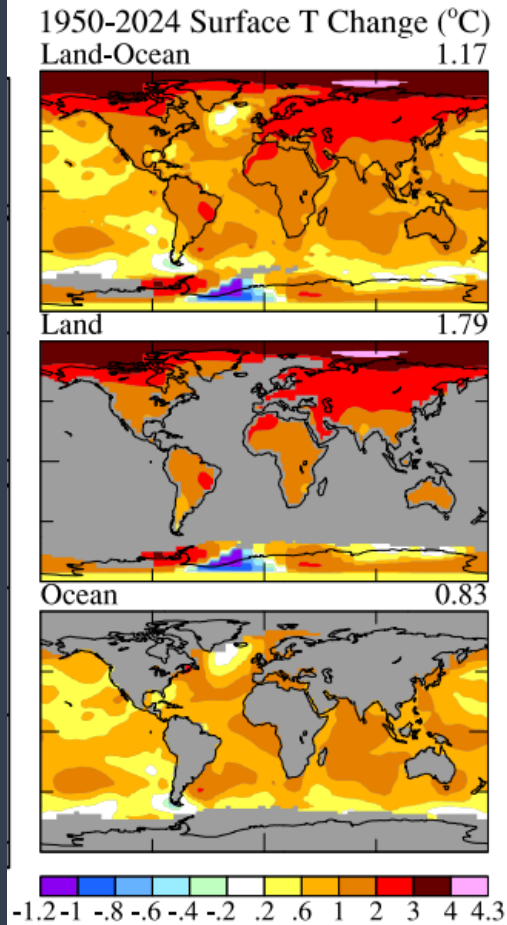 1950-2024 Surface T Change (°C)
Land-Ocean 1.17
Land 1.79
Ocean 0.83
-1.2 -1 -.8 -.6 -.4 -.2 .2 .6 1 2 3 4 4.3